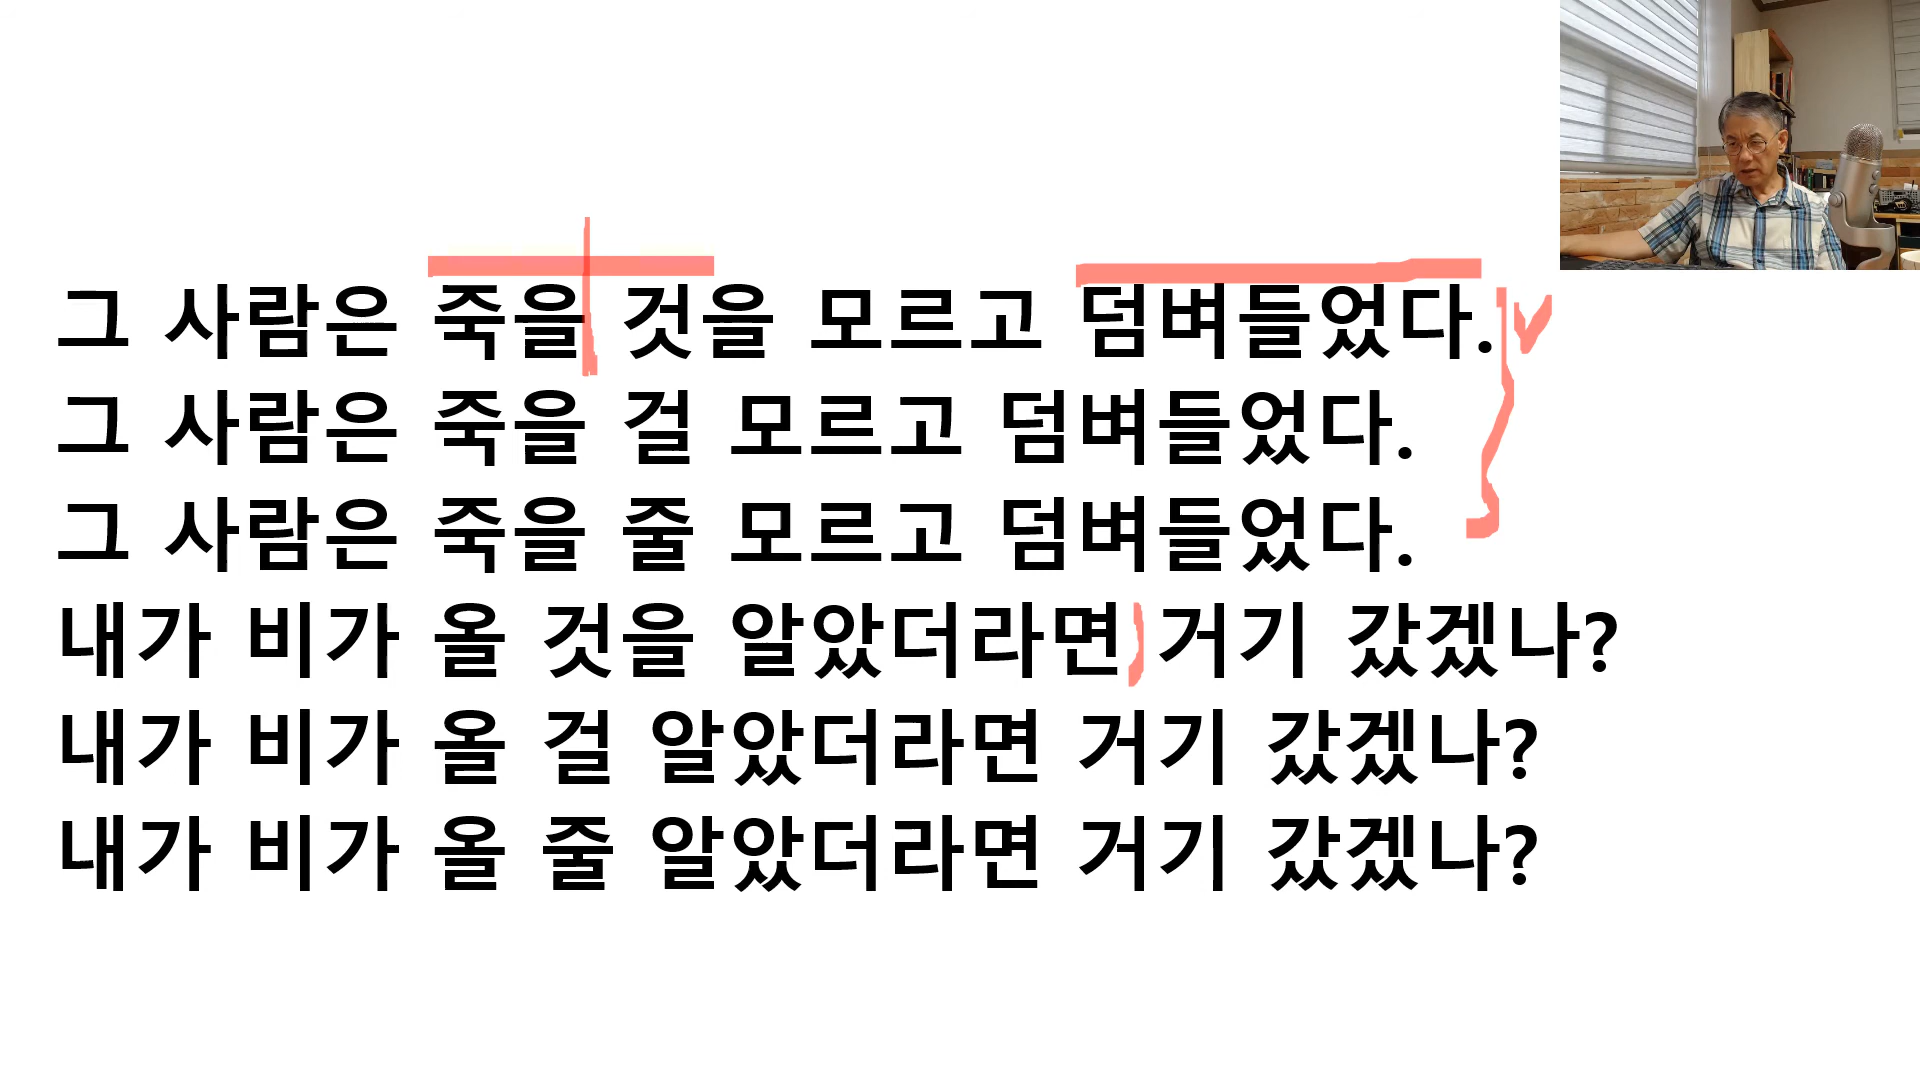 그 사람은 죽을 것을 모르고 덤벼들었다.
그 사람은 죽을 걸 모르고 덤벼들었다.
그 사람은 죽을 줄 모르고 덤벼들었다.
내가 비가 올 것을 알았더라면 거기 갔겠나?
내가 비가 올 걸 알았더라면 거기 갔겠나?
내가 비가 올 줄 알았더라면 거기 갔겠나?